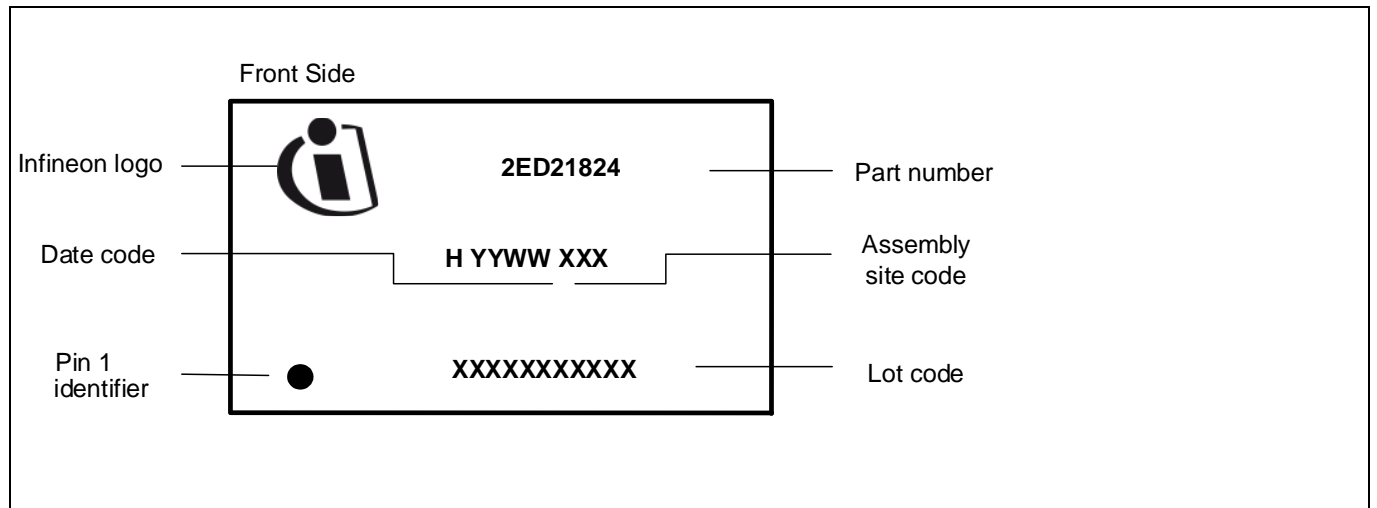 Front Side
Infineon logo
2ED21824
Part number
Date code
H YYWW XXX
Assembly
site code
Pin 1
identifier
XXXXXXXXXXX
Lot code